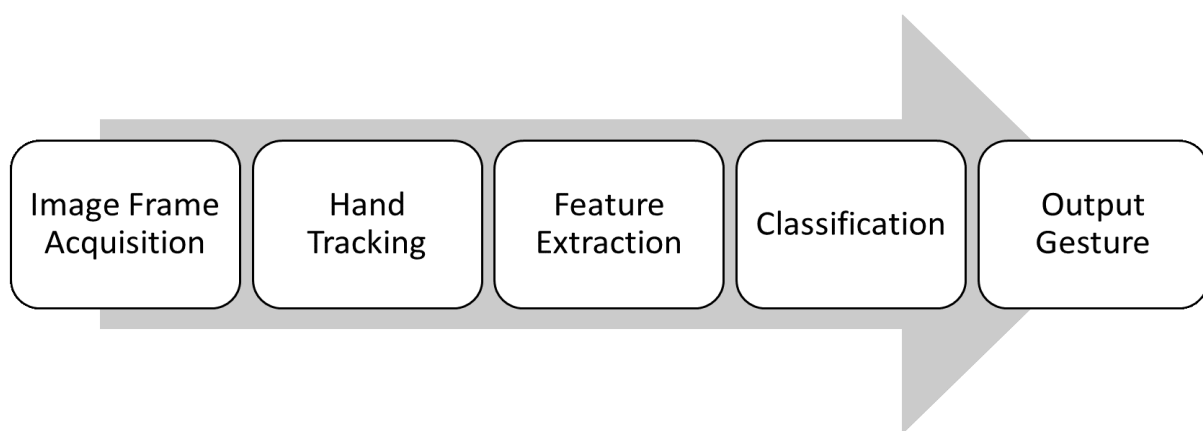 Image Frame
Acquisition
Hand
Tracking
Feature
Extraction
Classification
Output
Gesture